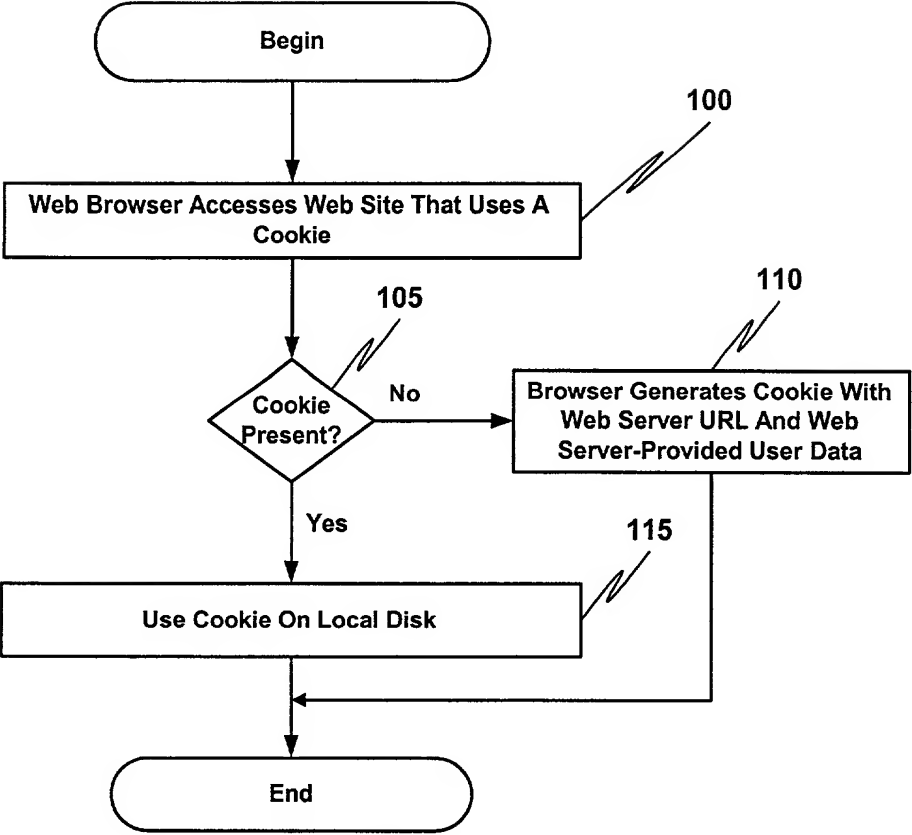 Begin
100
Web Browser Accesses Web Site That Uses A
Cookie
105
110
Cookie
Present?
No
Browser Generates Cookie With
Web Server URL And Web
Server-Provided User Data
Yes
115
Use Cookie On Local Disk
End